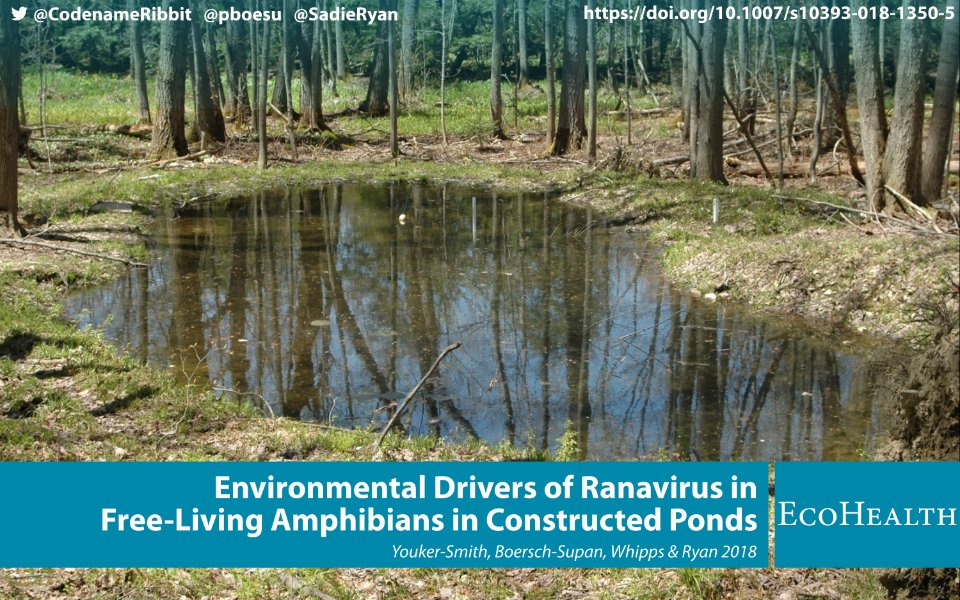 @CodenameRibbit @pboesu @SadieRyan
https://doi.org/10.1007/s10393-018-1350-5
Environmental Drivers of Ranavirus in
Free-Living Amphibians in Constructed Ponds
Youker-Smith, Boersch-Supan, Whipps & Ryan 2018
EcoHealth